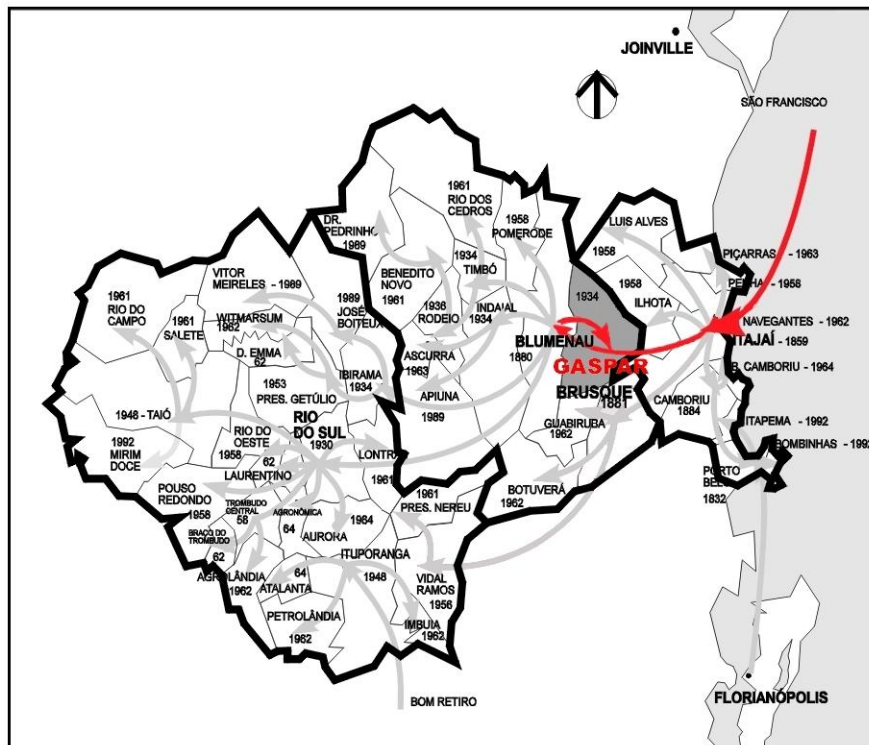 JOINVILLE
SÃO FRANCISCO
1961
RIO DOS
CEDROS
1958
POMERODE
LUIS ALVES
1958
DR.
PEDRINHO
1989
1934
TIMBÓ
PIÇARRAS - 1963
PENHA - 1958
VITOR
MEIRELES - 1989
BENEDITO
NOVO
1961
1958
ILHOTA
1961
RIO DO
CAMPO
1989
JOSÉ
BOITEUX
1936
RODEIO
INDAIAL
1934
1934
NAVEGANTES - 1962
1961
SALETE
WITMARSUM
1962
BLUMENAU
1880
ITAJAÍ - 1859
D. EMMA
62
ASCURRA
1963
GASPAR
B. CAMBORIU - 1964
IBIRAMA
1934
1953
PRES. GETÚLIO
APIUNA
1989
BRUSQUE
1881
CAMBORIU
1884
1948 - TAIÓ
RIO
DO SUL
1930
GUABIRUBA
1962
ITAPEMA - 1992
1992
MIRIM
DOCE
RIO DO
OESTE
1958
LONTRA
1961
BOMBINHAS - 1992
62
LAURENTINO
PORTO
BELO
1832
POUSO
REDONDO
1958
1961
PRES. NEREU
BOTUVERÁ
1962
TROMBUDO
CENTRAL
58
AGRONÔMICA
64
1964
AURORA
BRAÇO DO
TROMBUDO
62
ITUPORANGA
1948
AGROLÂNDIA
1962
64
ATALANTA
VIDAL
RAMOS
1956
PETROLÂNDIA
1962
IMBUIA
1962
BOM RETIRO
FLORIANÓPOLIS